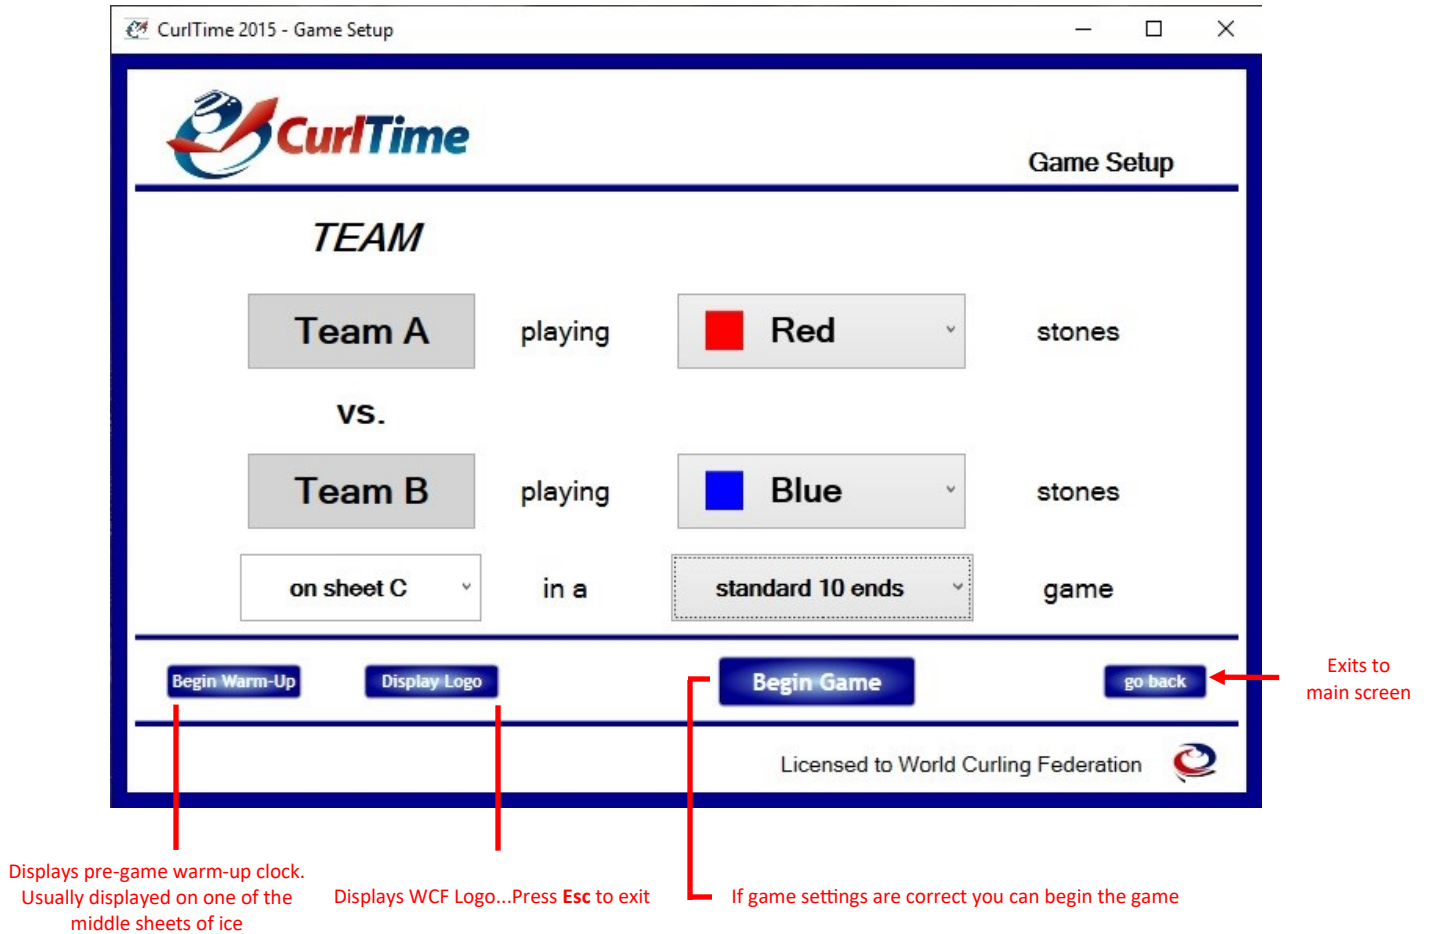 CurlTime 2015 - Game Setup
CurlTime
Game Setup
TEAM
Team A playing Red stones
vs.
Team B playing Blue stones
on sheet C in a standard 10 ends game
Begin Warm-Up Display Logo Begin Game go back
Exits to
main screen
Licensed to World Curling Federation
Displays pre-game warm-up clock.
Usually displayed on one of the
middle sheets of ice
Displays WCF Logo...Press Esc to exit
If game settings are correct you can begin the game